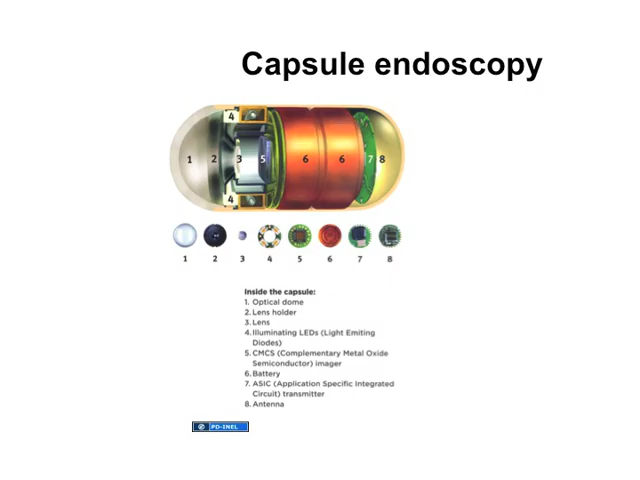 Capsule endoscopy
4
1 2 3 5 6 6 7 8
4
1 2 3 4 5 6 7 8
Inside the capsule:
1. Optical dome
2. Lens holder
3. Lens
4. Illuminating LEDs (Light Emiting
Diodes)
5. CMCS (Complementary Metal Oxide
Semiconductor) imager
6. Battery
7. ASIC (Application Specific Integrated
Circuit) transmitter
8. Antenna
PD-INEL